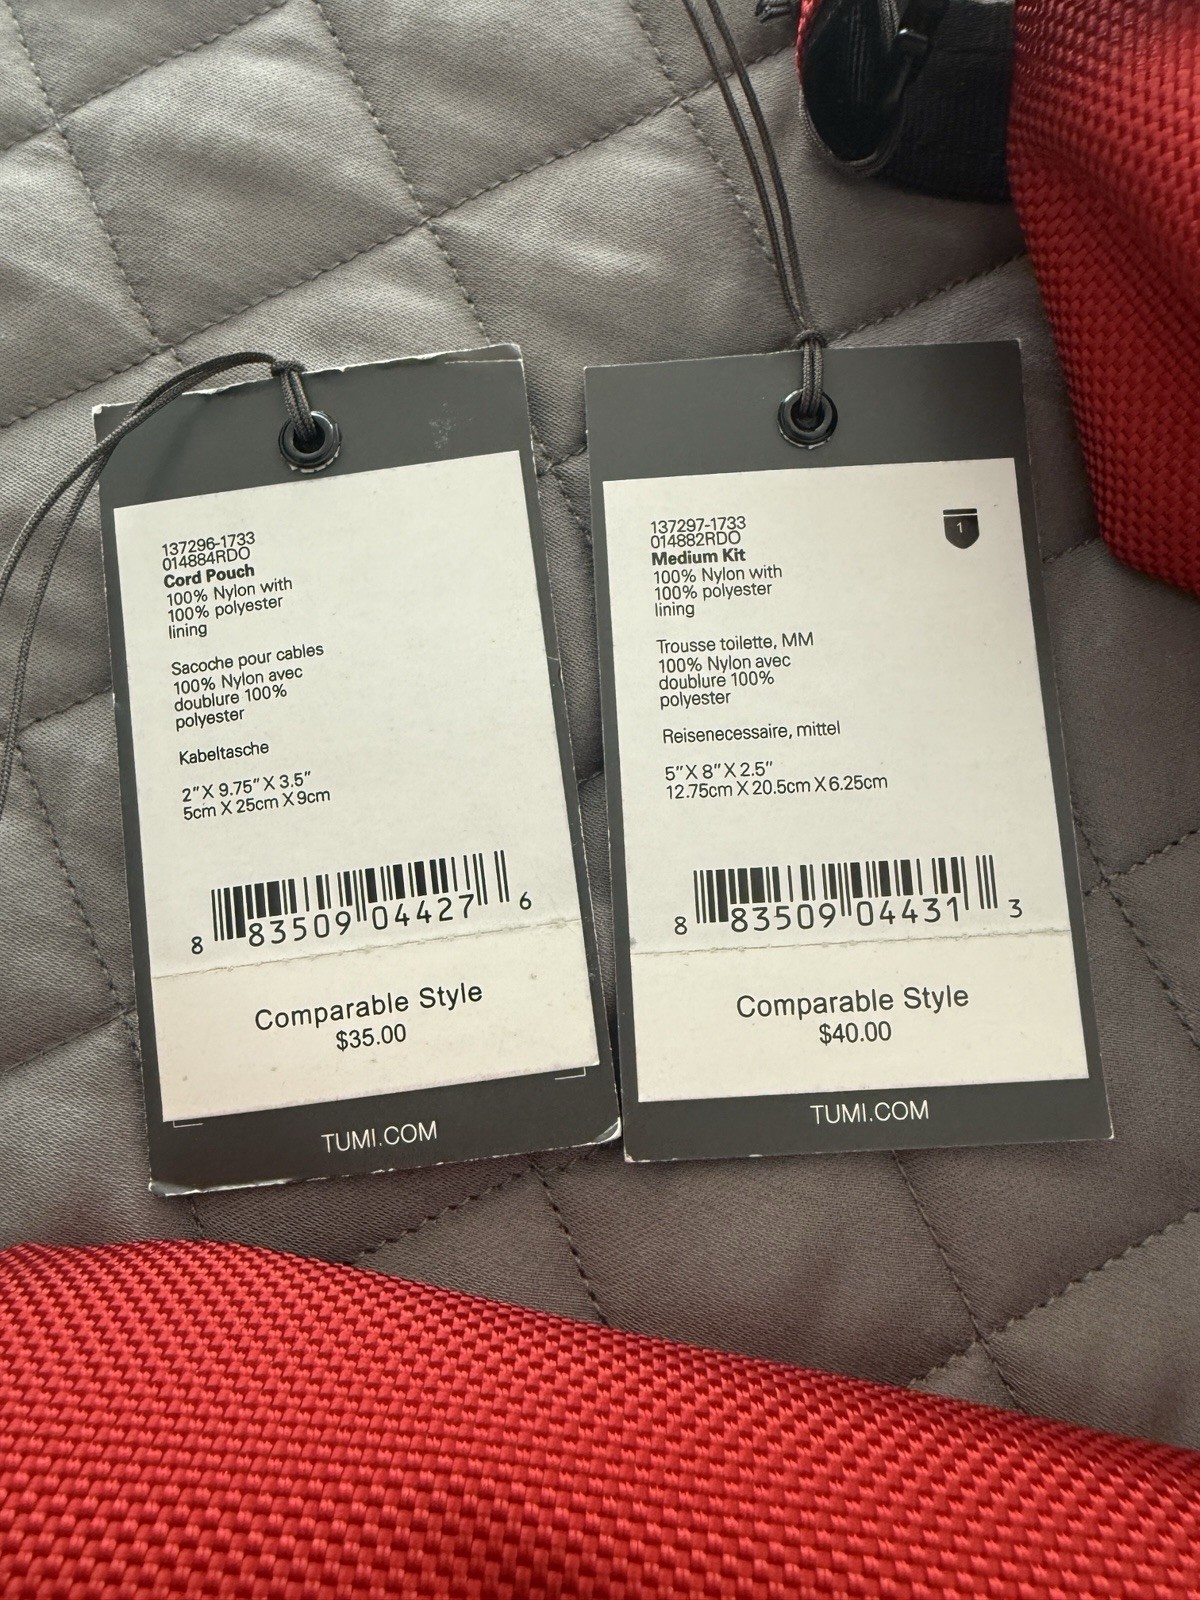 137296-1733
014884RDO
Cord Pouch
100% Nylon with
100% polyester
lining
Sacoche pour cables
100% Nylon avec
doublure 100%
polyester
Kabeltasche
2" X 9.75" X 3.5"
5cm X 25cm X 9cm
8 83509 04427 6
Comparable Style
$35.00
TUMI.COM
137297-1733
014882RDO
1
Medium Kit
100% Nylon with
100% polyester
lining
Trousse toilette, MM
100% Nylon avec
doublure 100%
polyester
Reisenecessaire, mittel
5" X 8" X 2.5"
12.75cm X 20.5cm X 6.25cm
8 83509 04431 3
Comparable Style
$40.00
TUMI.COM